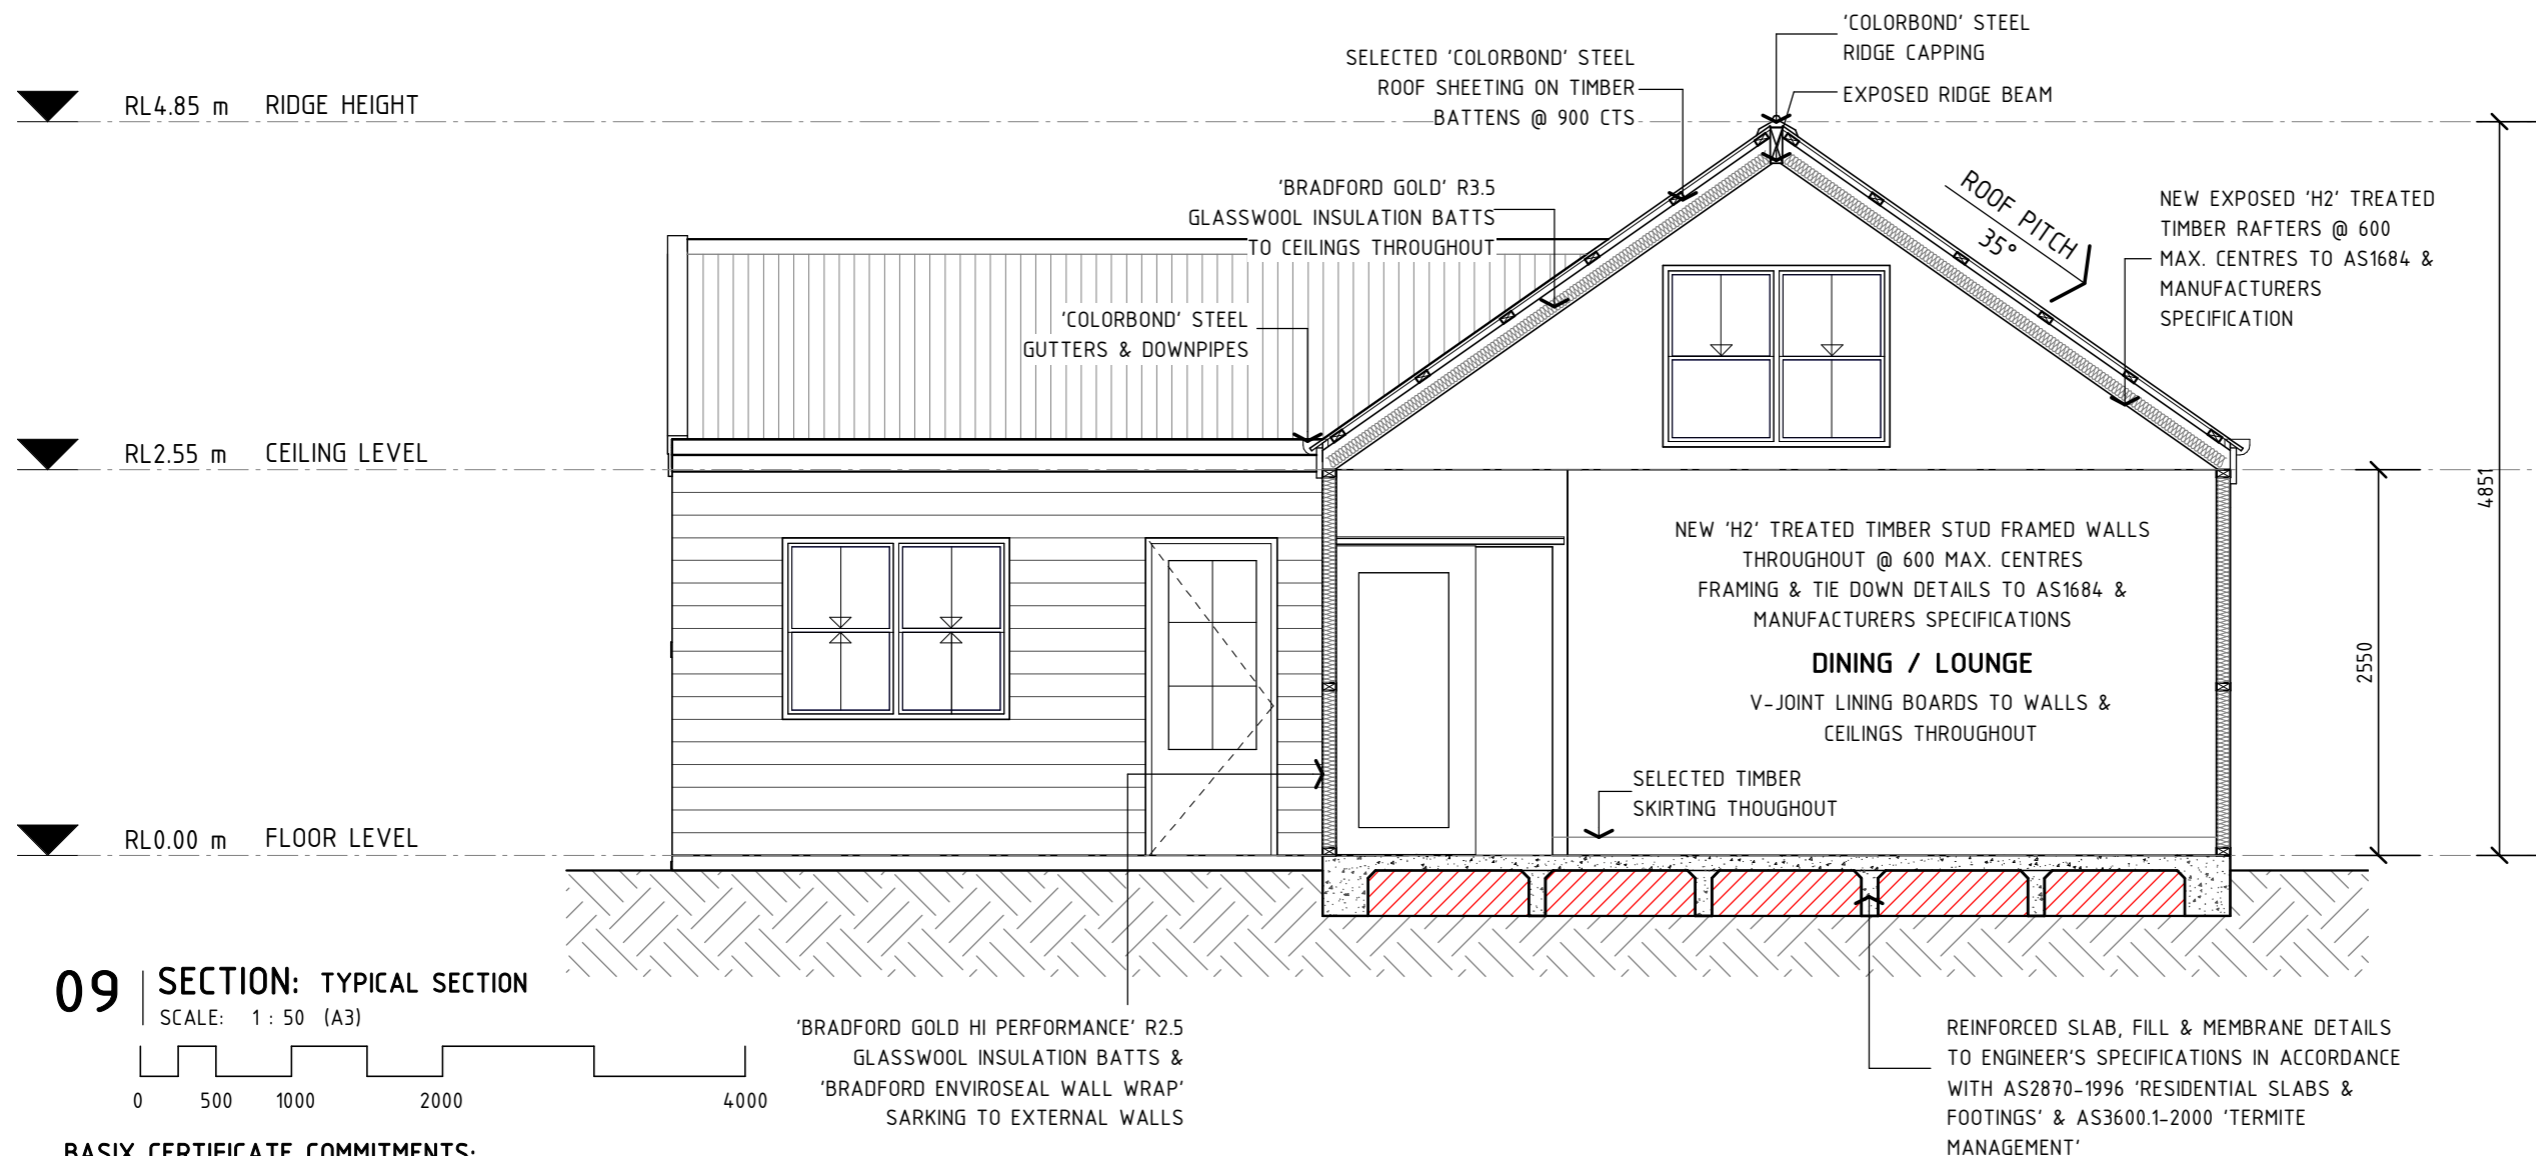 'COLORBOND' STEEL
RIDGE CAPPING
SELECTED 'COLORBOND' STEEL
ROOF SHEETING ON TIMBER
BATTENS @ 900 CTS
EXPOSED RIDGE BEAM
RL4.85 m RIDGE HEIGHT
'BRADFORD GOLD' R3.5
GLASSWOOL INSULATION BATTS
TO CEILINGS THROUGHOUT
ROOF PITCH
35°
NEW EXPOSED 'H2' TREATED
TIMBER RAFTERS @ 600
MAX. CENTRES TO AS1684 &
MANUFACTURERS
SPECIFICATION
'COLORBOND' STEEL
GUTTERS & DOWNPIPES
RL2.55 m CEILING LEVEL
4851
NEW 'H2' TREATED TIMBER STUD FRAMED WALLS
THROUGHOUT @ 600 MAX. CENTRES
FRAMING & TIE DOWN DETAILS TO AS1684 &
MANUFACTURERS SPECIFICATIONS
DINING / LOUNGE
2550
V-JOINT LINING BOARDS TO WALLS &
CEILINGS THROUGHOUT
SELECTED TIMBER
SKIRTING THOUGHOUT
RL0.00 m FLOOR LEVEL
09 SECTION: TYPICAL SECTION
SCALE: 1 : 50 (A3)
0 500 1000 2000 4000
'BRADFORD GOLD HI PERFORMANCE' R2.5
GLASSWOOL INSULATION BATTS &
'BRADFORD ENVIROSEAL WALL WRAP'
SARKING TO EXTERNAL WALLS
REINFORCED SLAB, FILL & MEMBRANE DETAILS
TO ENGINEER'S SPECIFICATIONS IN ACCORDANCE
WITH AS2870-1996 'RESIDENTIAL SLABS &
FOOTINGS' & AS3600.1-2000 'TERMITE
MANAGEMENT'
BASIX CERTIFICATE COMMITMENTS: